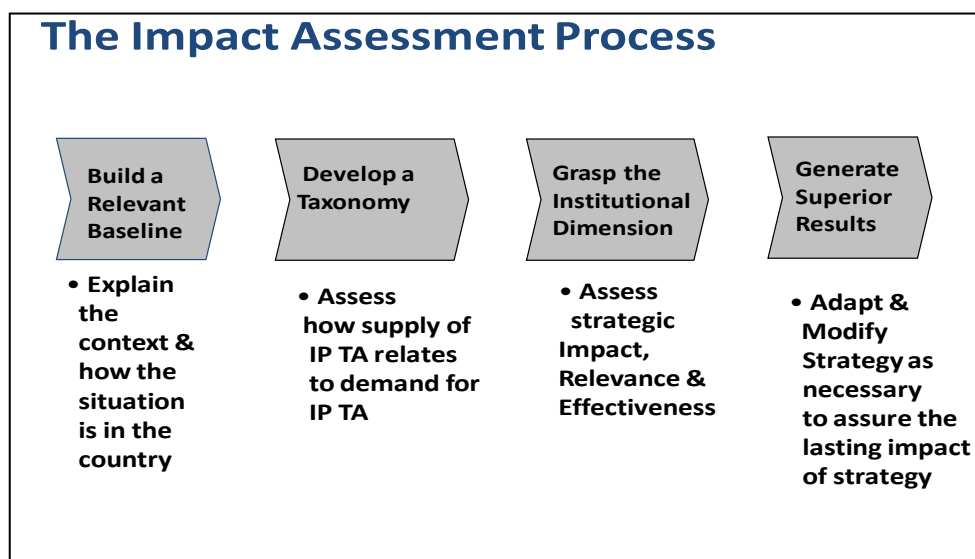 The Impact Assessment Process
Build a
Relevant
Baseline
• Explain
the
context &
how the
situation
is in the
country
Develop a
Taxonomy
• Assess
how supply of
IP TA relates
to demand for
IP TA
Grasp the
Institutional
Dimension
• Assess
strategic
Impact,
Relevance &
Effectiveness
Generate
Superior
Results
• Adapt &
Modify
Strategy as
necessary
to assure the
lasting impact
of strategy